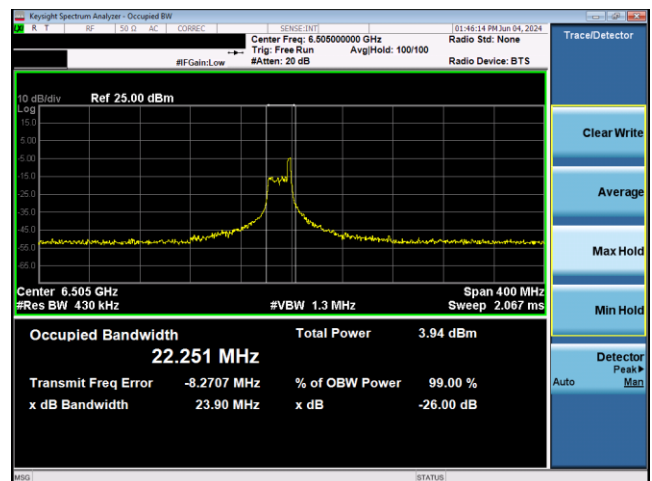 Keysight Spectrum Analyzer - Occupied BW
R T RF 50 Ω AC CORREC SENSE:INT 01:46:14 PM Jun 04, 2024
Center Freq: 6.505000000 GHz Radio Std: None
Trig: Free Run Avg|Hold: 100/100
#IFGain:Low #Atten: 20 dB Radio Device: BTS
Trace/Detector
10 dB/div Ref 25.00 dBm
Log
15.0
5.00
-5.00
-15.0
-25.0
-35.0
-45.0
-55.0
-65.0
Center 6.505 GHz Span 400 MHz
#Res BW 430 kHz #VBW 1.3 MHz Sweep 2.067 ms
Occupied Bandwidth Total Power 3.94 dBm
22.251 MHz
Transmit Freq Error -8.2707 MHz % of OBW Power 99.00 %
x dB Bandwidth 23.90 MHz x dB -26.00 dB
Clear Write
Average
Max Hold
Min Hold
Detector
Peak▶
Auto Man
MSG STATUS